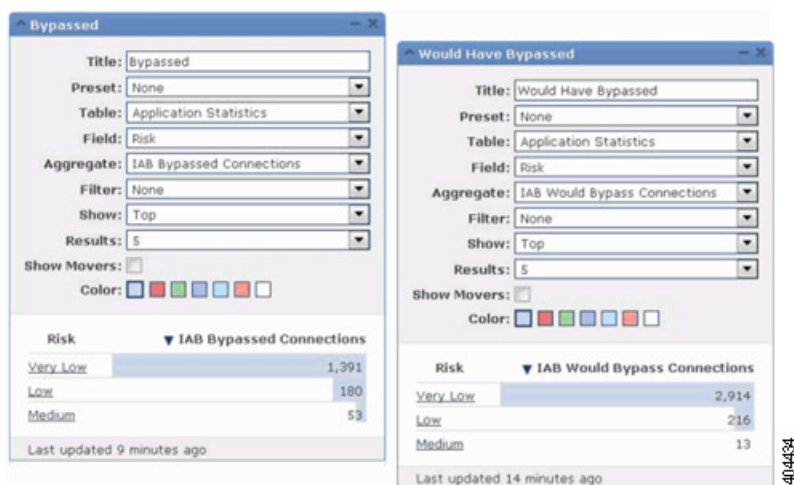 Bypassed
Title: Bypassed
Preset: None
Table: Application Statistics
Field: Risk
Aggregate: IAB Bypassed Connections
Filter: None
Show: Top
Results: 5
Show Movers:
Color:
Risk ▼ IAB Bypassed Connections
Very Low 1,391
Low 180
Medium 53
Last updated 9 minutes ago
Would Have Bypassed
Title: Would Have Bypassed
Preset: None
Table: Application Statistics
Field: Risk
Aggregate: IAB Would Bypass Connections
Filter: None
Show: Top
Results: 5
Show Movers:
Color:
Risk ▼ IAB Would Bypass Connections
Very Low 2,914
Low 216
Medium 13
Last updated 14 minutes ago
404434